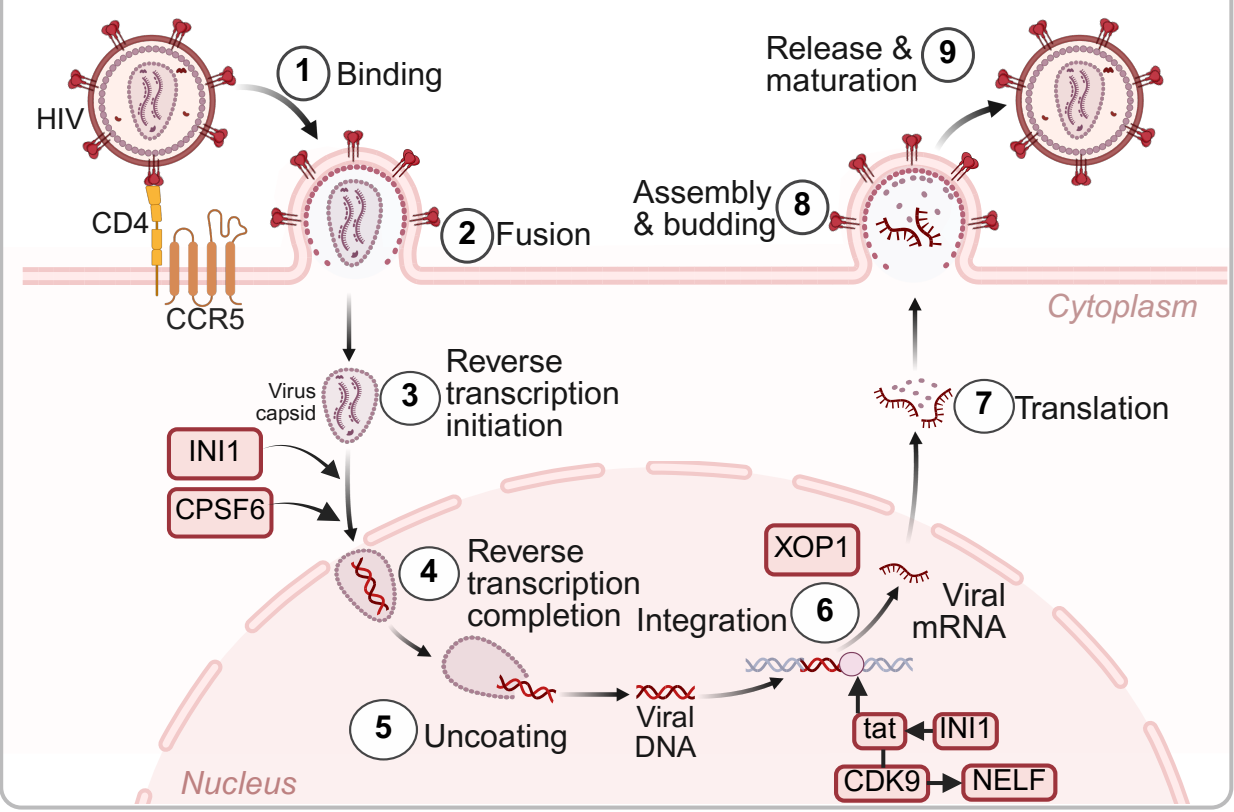 HIV
1
Binding
CD4
CCR5
2
Fusion
Virus
capsid
3
Reverse
transcription
initiation
INI1
CPSF6
4
Reverse
transcription
completion
5
Uncoating
Viral
DNA
Integration
6
XOP1
Viral
mRNA
tat
INI1
CDK9
NELF
7
Translation
Assembly
& budding
8
Release &
maturation
9
Cytoplasm
Nucleus